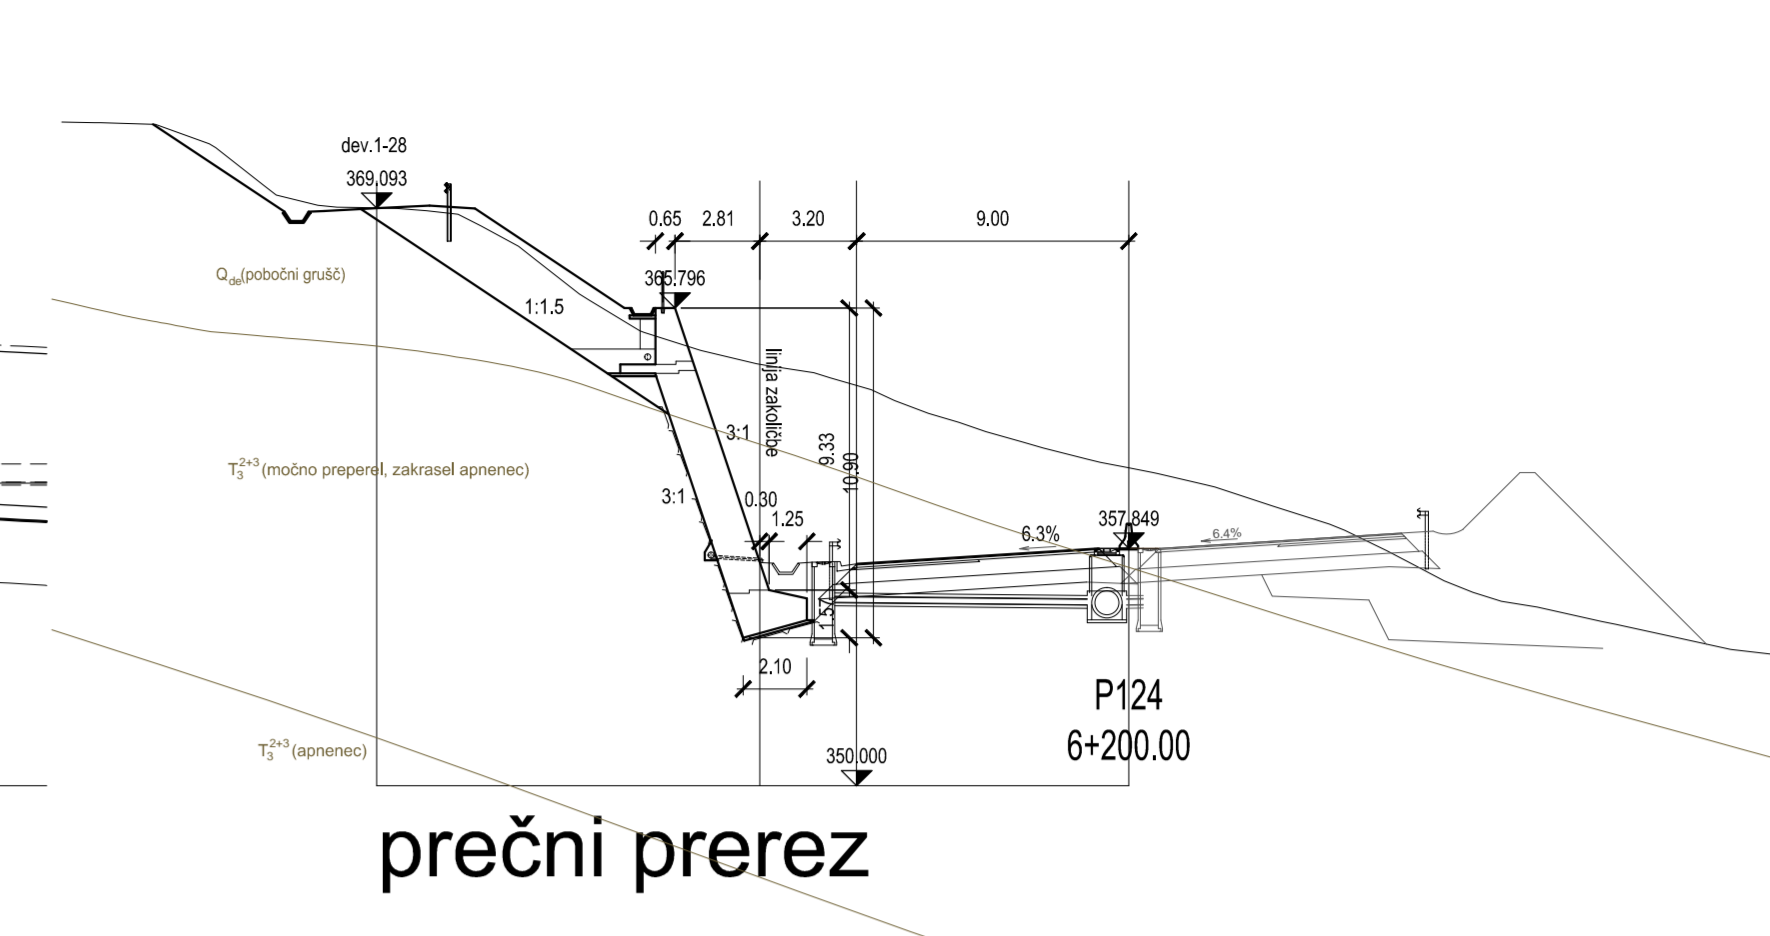 dev.1-28
369.093
0.65 2.81 3.20 9.00
365.796
Qde(pobočni grušč)
1:1.5
linija zakoličbe
3:1
9.33
10.90
T3 2+3 (močno preperel, zakrasel apnenec)
3:1
0.30
1.25
6.3%
357.849
6.4%
1.57
2.10
P124
6+200.00
T3 2+3 (apnenec)
350.000
prečni prerez